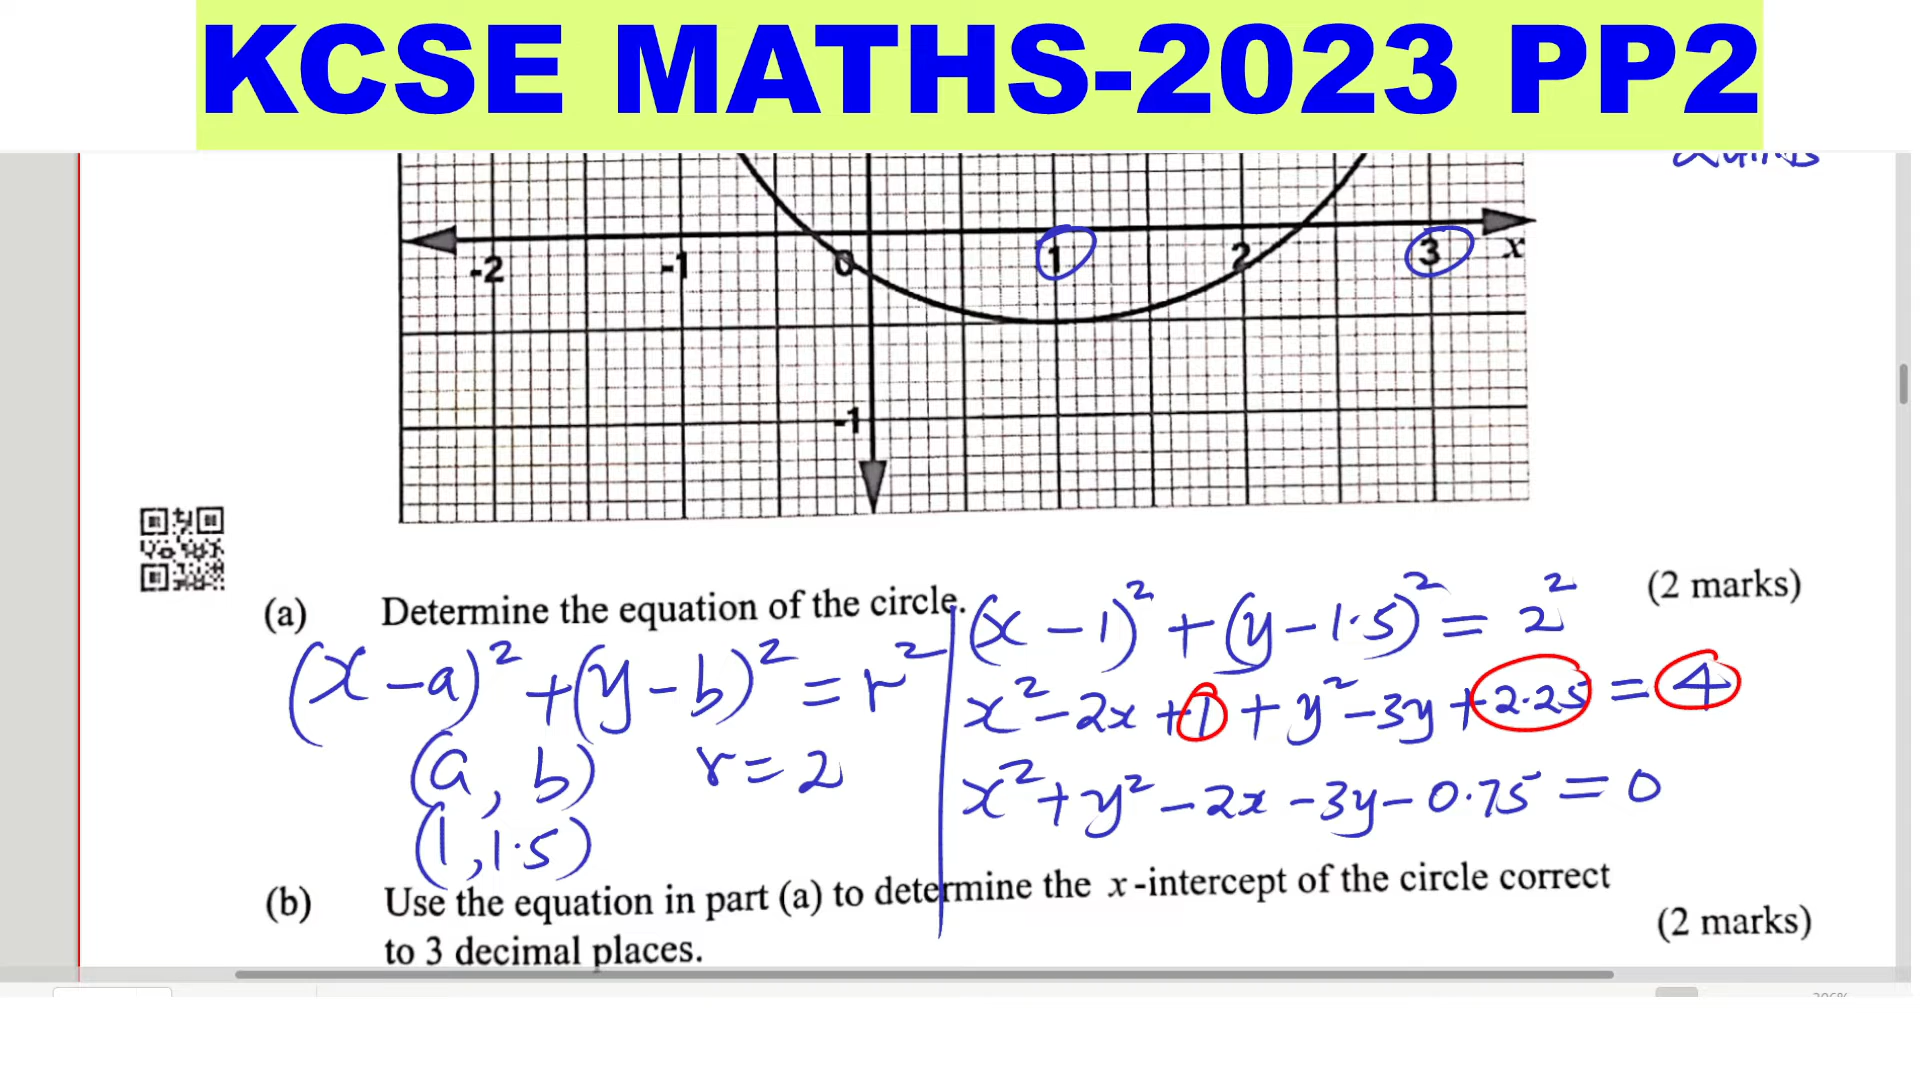 KCSE MATHS-2023 PP2
-2 -1 0 1 2 3 x
-1
(a) Determine the equation of the circle. (2 marks)
(x-a)²+(y-b)²=r²
(a, b) r=2
(1,1.5)
(x-1)²+(y-1.5)²=2²
x²-2x+1+y²-3y+2.25=4
x²+y²-2x-3y-0.75=0
(b) Use the equation in part (a) to determine the x-intercept of the circle correct
to 3 decimal places. (2 marks)